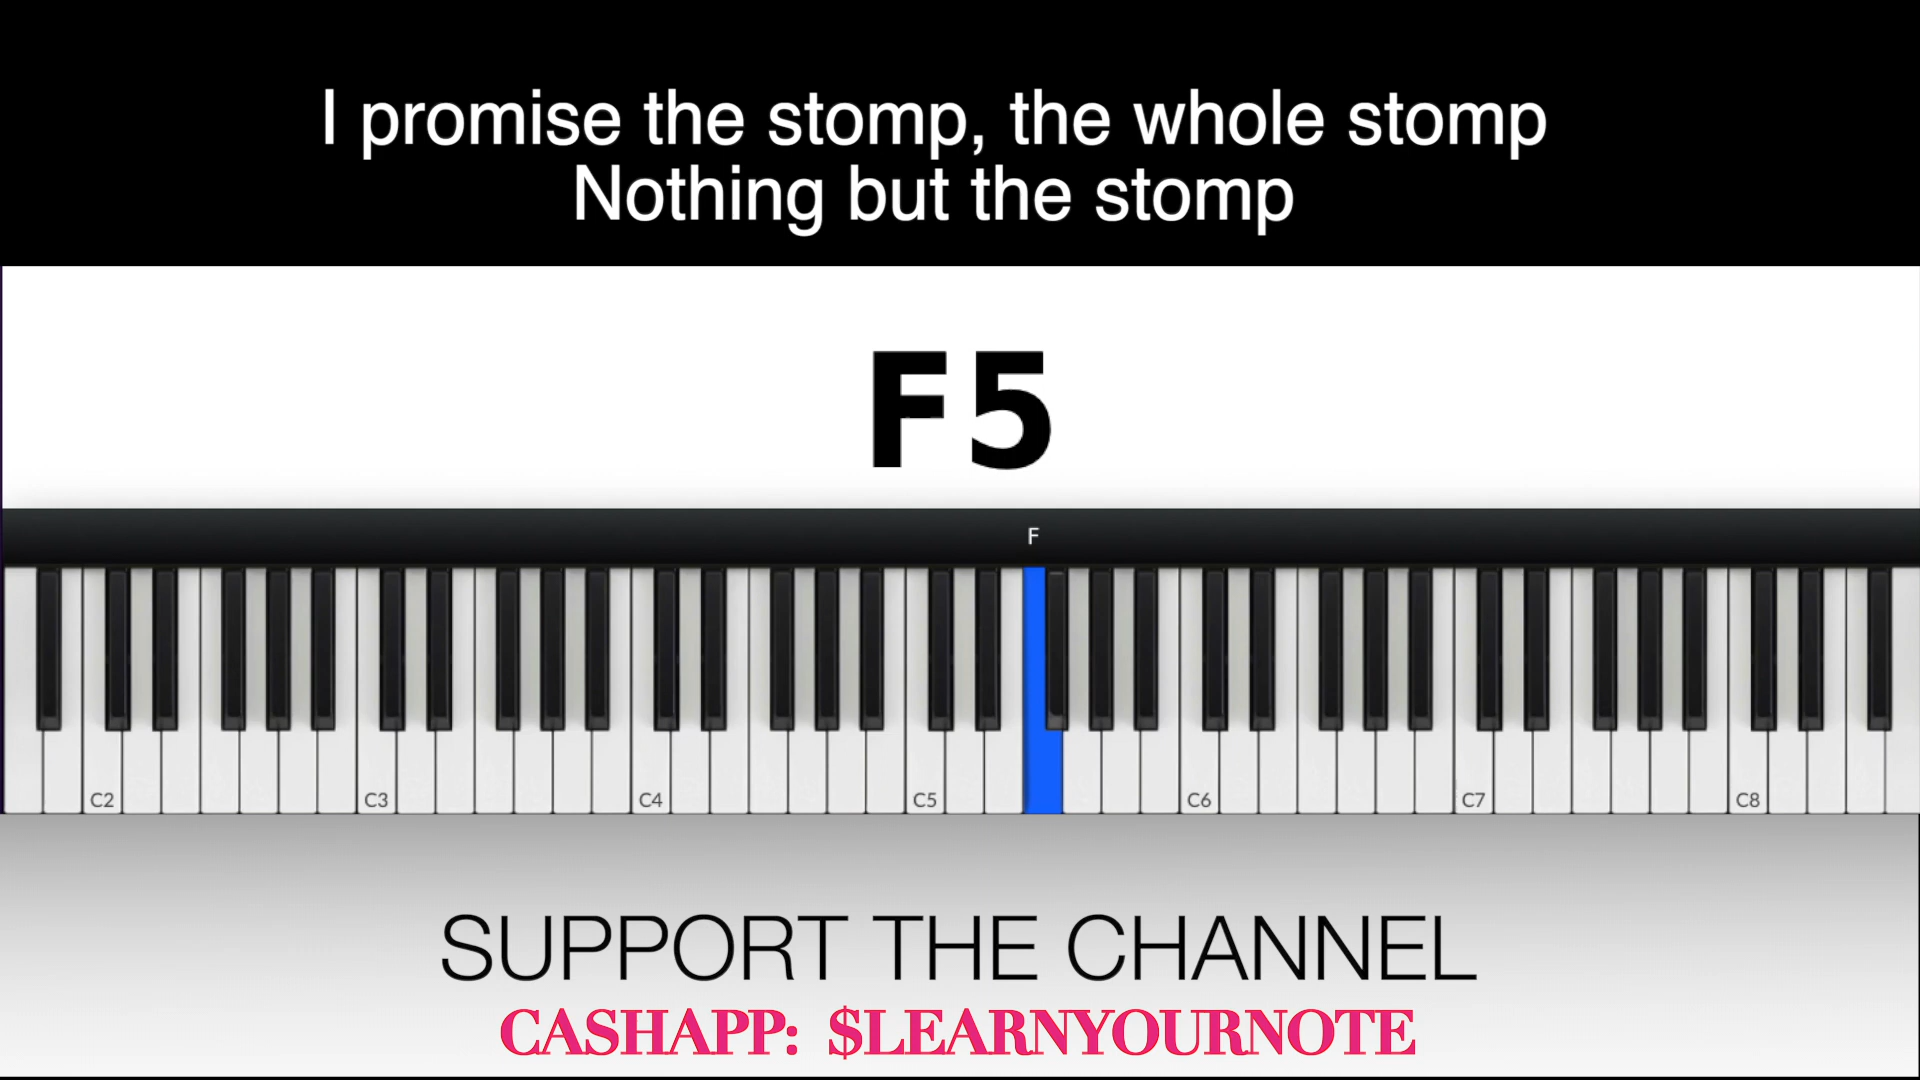 I promise the stomp, the whole stomp
Nothing but the stomp
F5
F
C2 C3 C4 C5 C6 C7 C8
SUPPORT THE CHANNEL
CASHAPP: $LEARNYOURNOTE